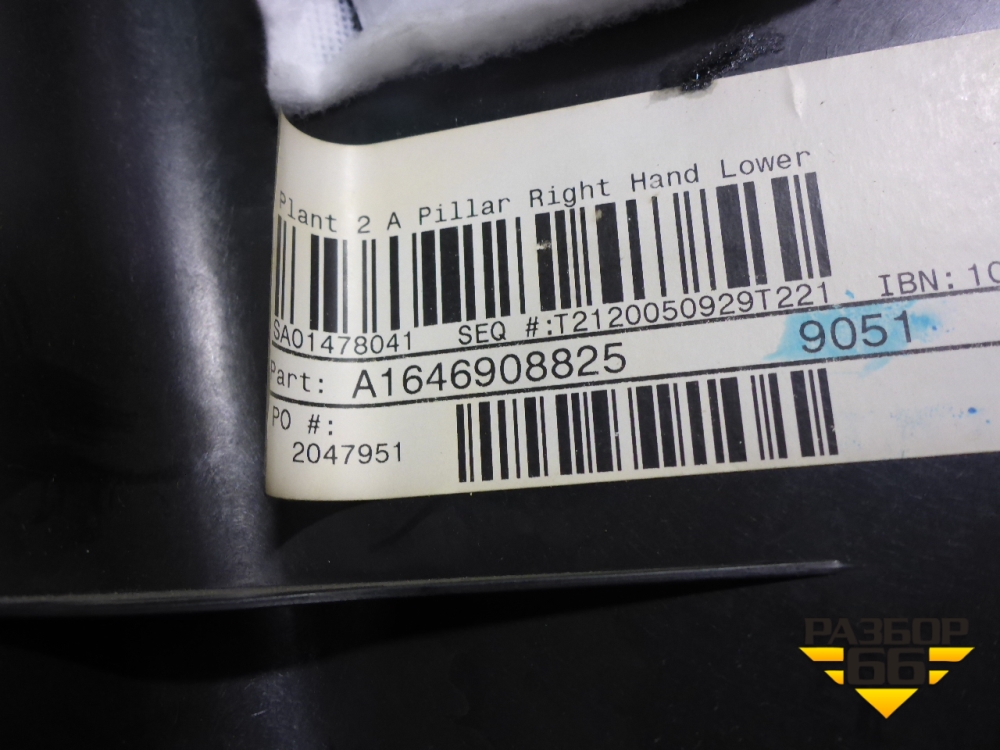 Plant 2 A Pillar Right Hand Lower
SA01478041 SEQ #:T2120050929T221 IBN:10
Part: A1646908825 9051
PO #:
2047951
РАЗБОР
66